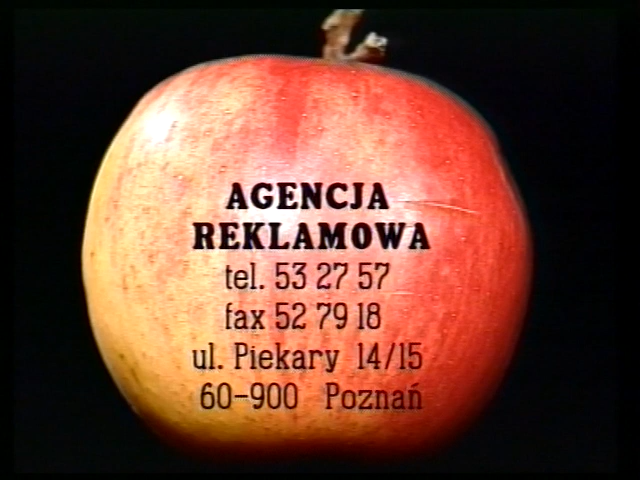 AGENCJA
REKLAMOWA
tel. 53 27 57
fax 52 79 18
ul. Piekary 14/15
60-900 Poznań